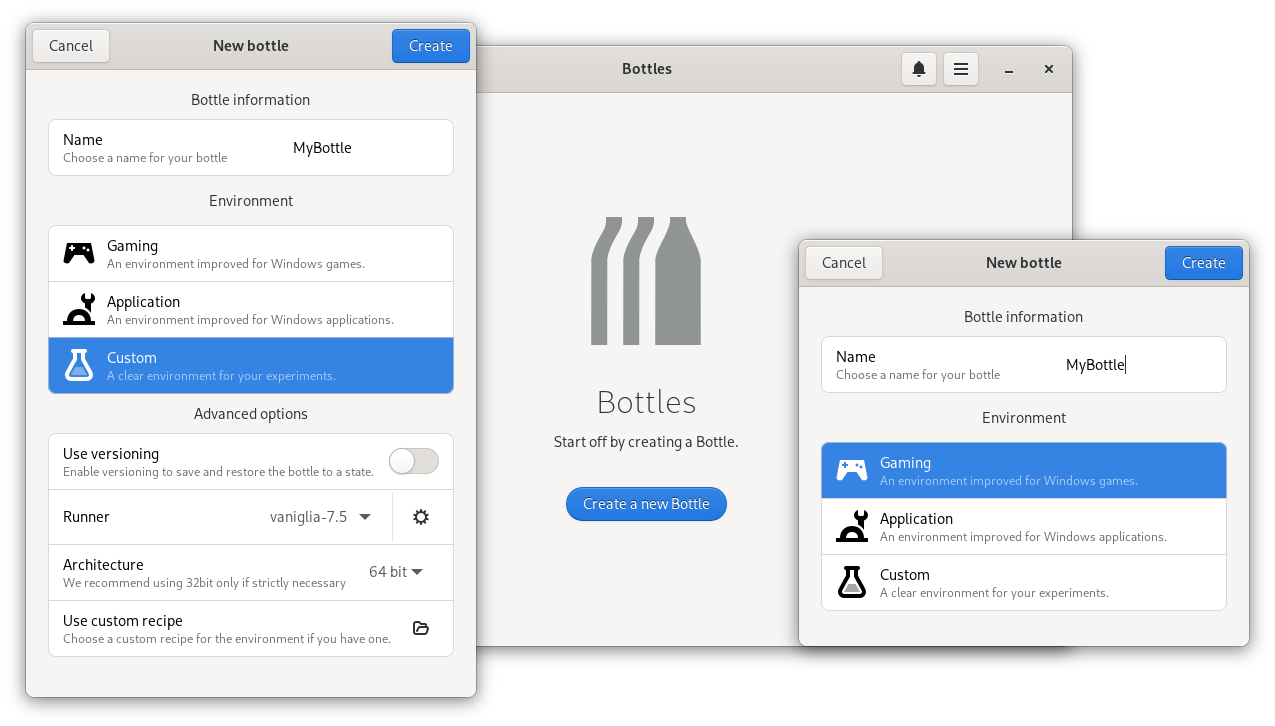 Cancel
New bottle
Create
Bottle information
Name
Choose a name for your bottle
MyBottle
Environment
Gaming
An environment improved for Windows games.
Application
An environment improved for Windows applications.
Custom
A clear environment for your experiments.
Advanced options
Use versioning
Enable versioning to save and restore the bottle to a state.
Runner
vaniglia-7.5
Architecture
We recommend using 32bit only if strictly necessary
64 bit
Use custom recipe
Choose a custom recipe for the environment if you have one.
Bottles
Bottles
Start off by creating a Bottle.
Create a new Bottle
Cancel
New bottle
Create
Bottle information
Name
Choose a name for your bottle
MyBottle
Environment
Gaming
An environment improved for Windows games.
Application
An environment improved for Windows applications.
Custom
A clear environment for your experiments.